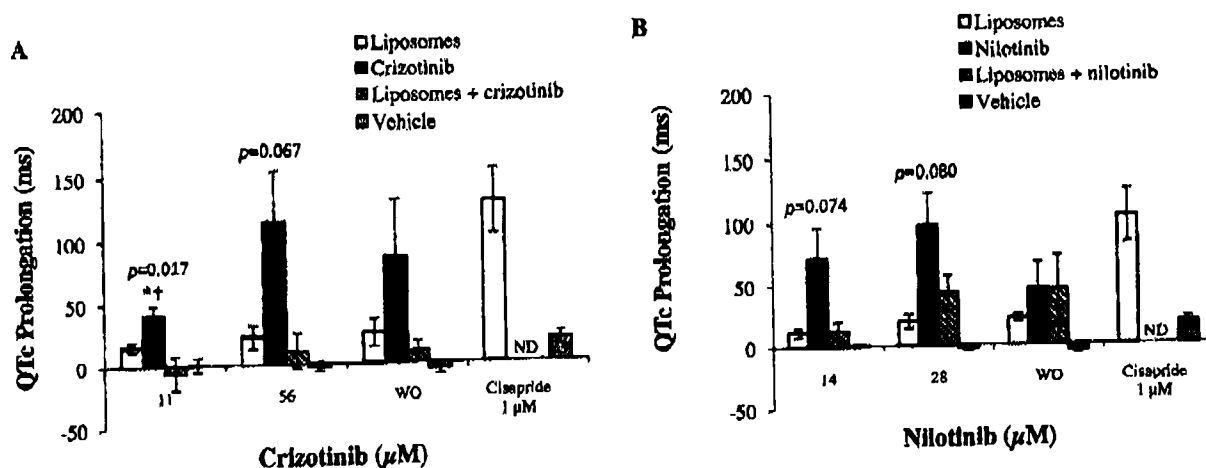 A
Liposomes
Crizotinib
Liposomes + crizotinib
Vehicle
QTc Prolongation (ms)
200
150
100
50
0
-50
p=0.017
*†
p=0.067
ND
11
56
WO
Cisapride
1 µM
Crizotinib (µM)
B
Liposomes
Nilotinib
Liposomes + nilotinib
Vehicle
QTc Prolongation (ms)
200
150
100
50
0
-50
p=0.074
p=0.080
ND
14
28
WO
Cisapride
1 µM
Nilotinib (µM)